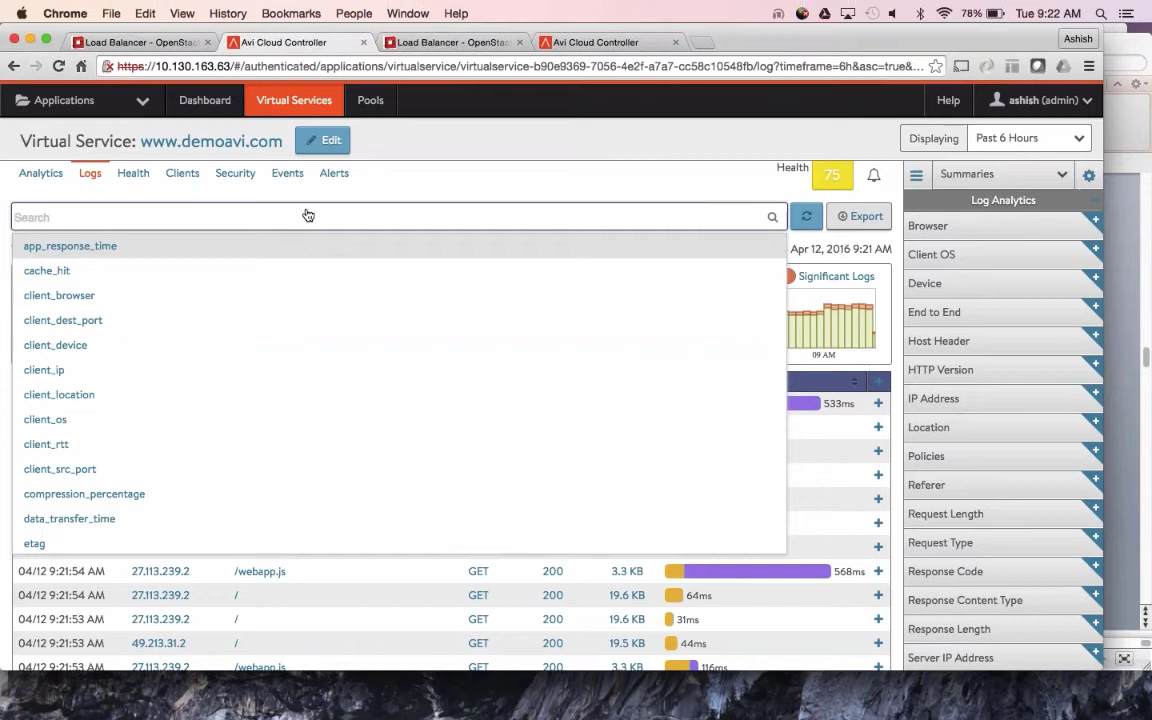 Chrome File Edit View History Bookmarks People Window Help 78% Tue 9:22 AM
Load Balancer - OpenStac Avi Cloud Controller Load Balancer - OpenStac Avi Cloud Controller Ashish
https://10.130.163.63/#/authenticated/applications/virtualservice/virtualservice-b90e9369-7056-4e2f-a7a7-cc58c10548fb/log?timeframe=6h&asc=true&...
Applications Dashboard Virtual Services Pools Help ashish (admin)
Virtual Service: www.demoavi.com Edit Displaying Past 6 Hours
Analytics Logs Health Clients Security Events Alerts Health 75 Summaries
Log Analytics
Search Export
Browser
app_response_time Apr 12, 2016 9:21 AM
Client OS
cache_hit Significant Logs
Device
client_browser
End to End
client_dest_port
Host Header
client_device 09 AM
client_ip
HTTP Version
client_location
IP Address
533ms
client_os
Location
client_rtt
Policies
client_src_port
Referer
compression_percentage
Request Length
data_transfer_time
Request Type
etag
04/12 9:21:54 AM 27.113.239.2 /webapp.js GET 200 3.3 KB 568ms
Response Code
04/12 9:21:54 AM 27.113.239.2 / GET 200 19.6 KB 64ms
Response Content Type
04/12 9:21:53 AM 27.113.239.2 / GET 200 19.6 KB 31ms
Response Length
04/12 9:21:53 AM 49.213.31.2 / GET 200 19.5 KB 44ms
Server IP Address
04/12 9:21:53 AM 27.113.239.2 /webapp.js GET 200 3.3 KB 116ms